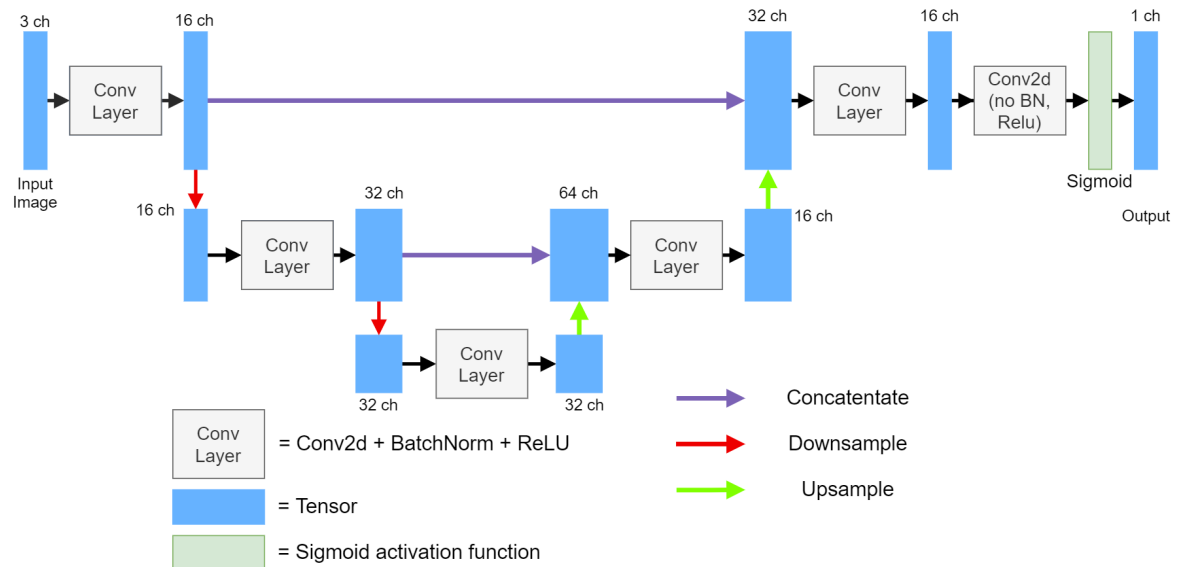 3 ch
16 ch
32 ch
16 ch
1 ch
Conv
Layer
Conv
Layer
Conv2d
(no BN,
Relu)
Input
Image
Sigmoid
Output
16 ch
32 ch
64 ch
16 ch
Conv
Layer
Conv
Layer
Conv
Layer
32 ch
32 ch
Conv
Layer
= Conv2d + BatchNorm + ReLU
= Tensor
= Sigmoid activation function
Concatentate
Downsample
Upsample